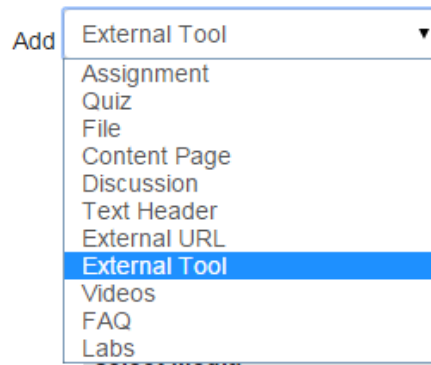 Add External Tool
Assignment
Quiz
File
Content Page
Discussion
Text Header
External URL
External Tool
Videos
FAQ
Labs